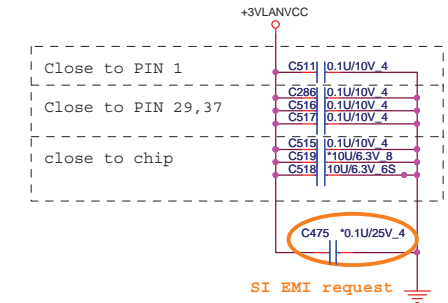 +3VLANVCC
Close to PIN 1
C511 0.1U/10V_4
C286 0.1U/10V_4
Close to PIN 29,37
C516 0.1U/10V_4
C517 0.1U/10V_4
C515 0.1U/10V_4
close to chip
C519 *10U/6.3V_8
C518 10U/6.3V_6S
C475 *0.1U/25V_4
SI EMI request